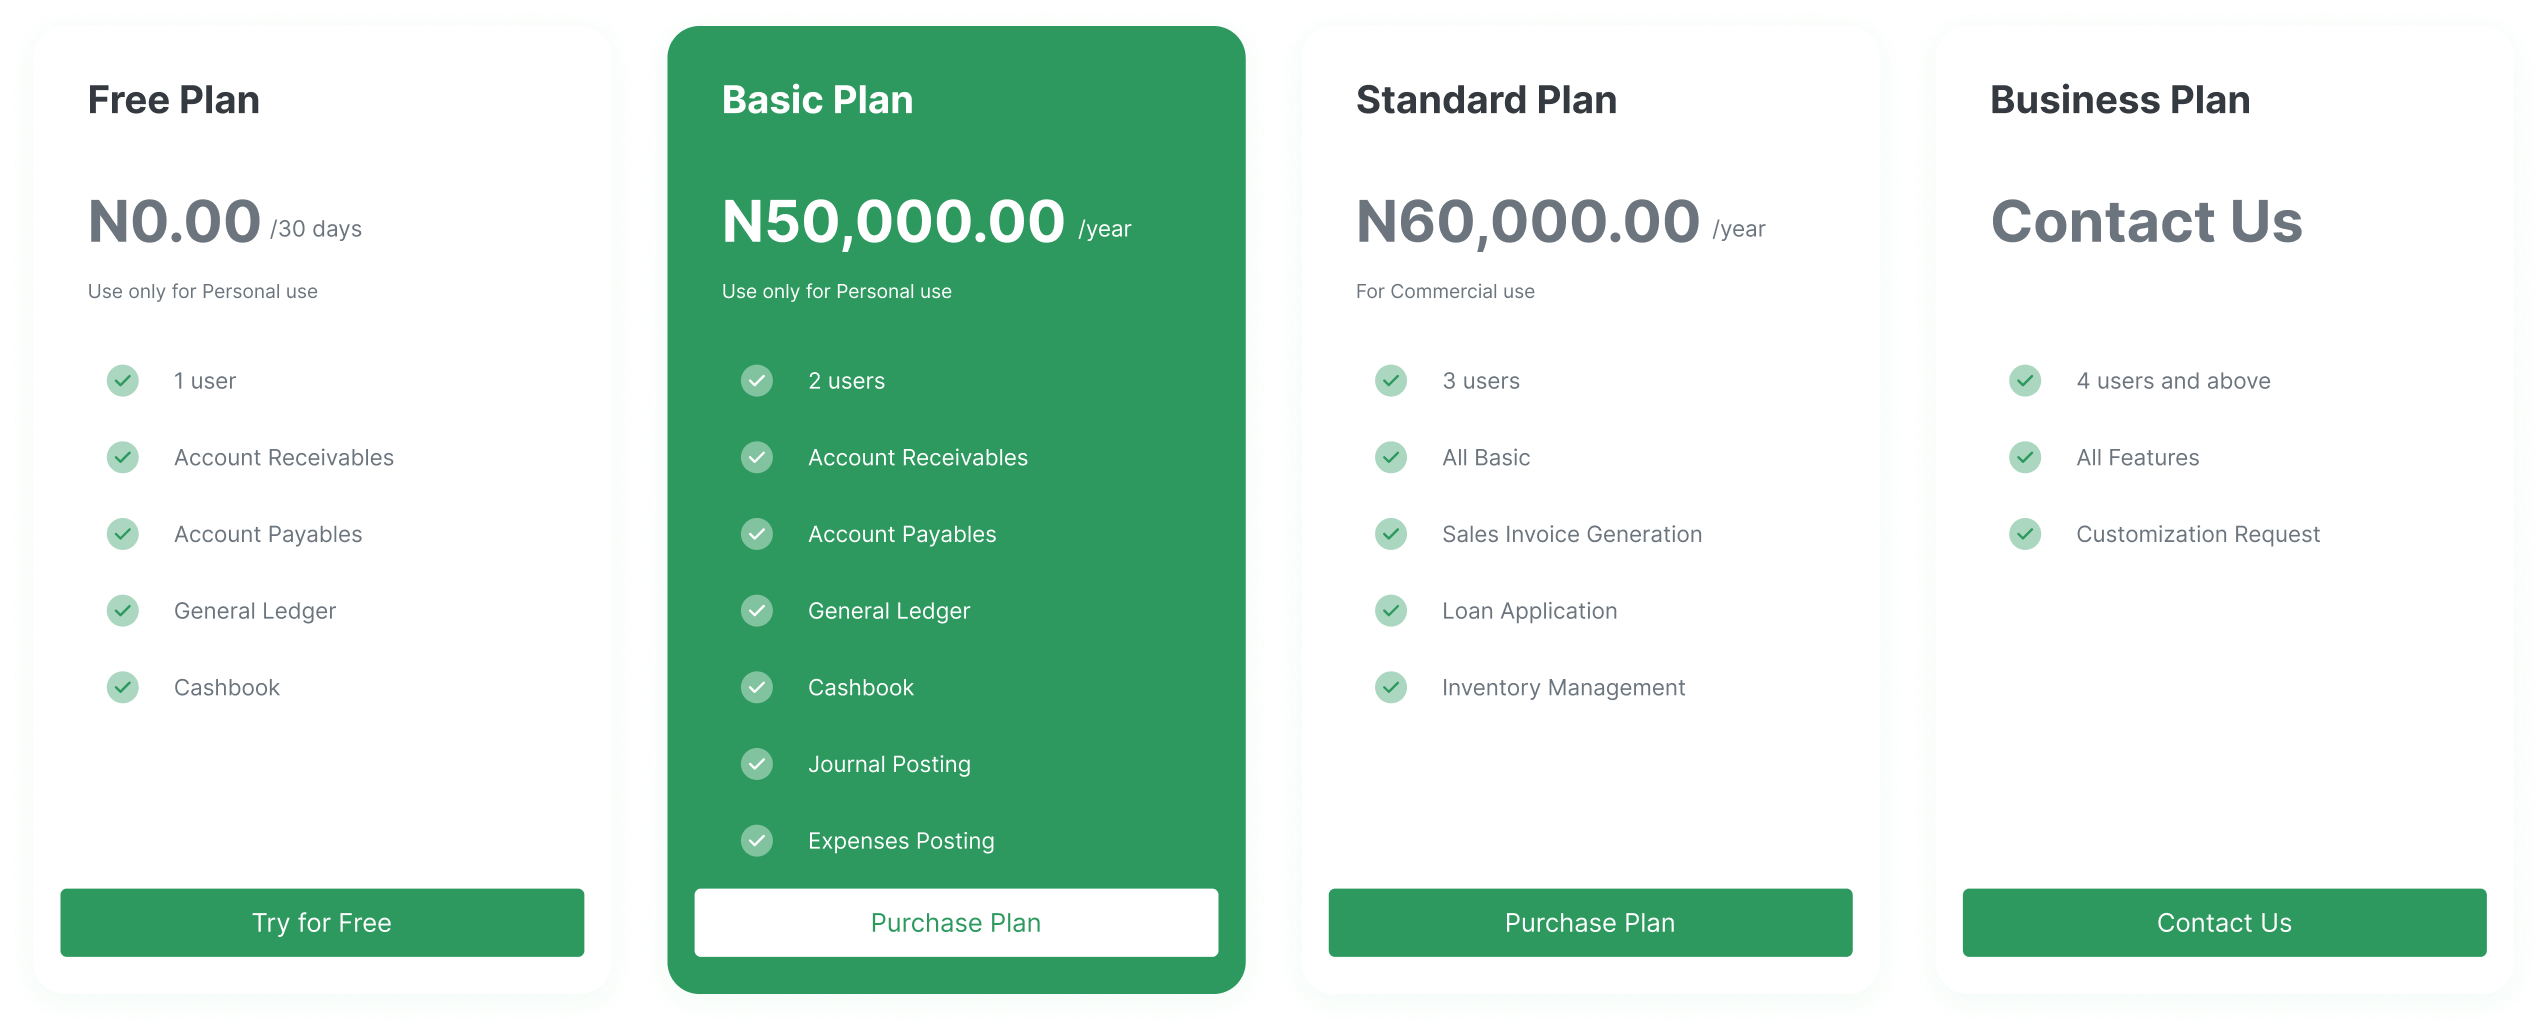 Free Plan
N0.00 /30 days
Use only for Personal use
1 user
Account Receivables
Account Payables
General Ledger
Cashbook
Try for Free
Basic Plan
N50,000.00 /year
Use only for Personal use
2 users
Account Receivables
Account Payables
General Ledger
Cashbook
Journal Posting
Expenses Posting
Purchase Plan
Standard Plan
N60,000.00 /year
For Commercial use
3 users
All Basic
Sales Invoice Generation
Loan Application
Inventory Management
Purchase Plan
Business Plan
Contact Us
4 users and above
All Features
Customization Request
Contact Us